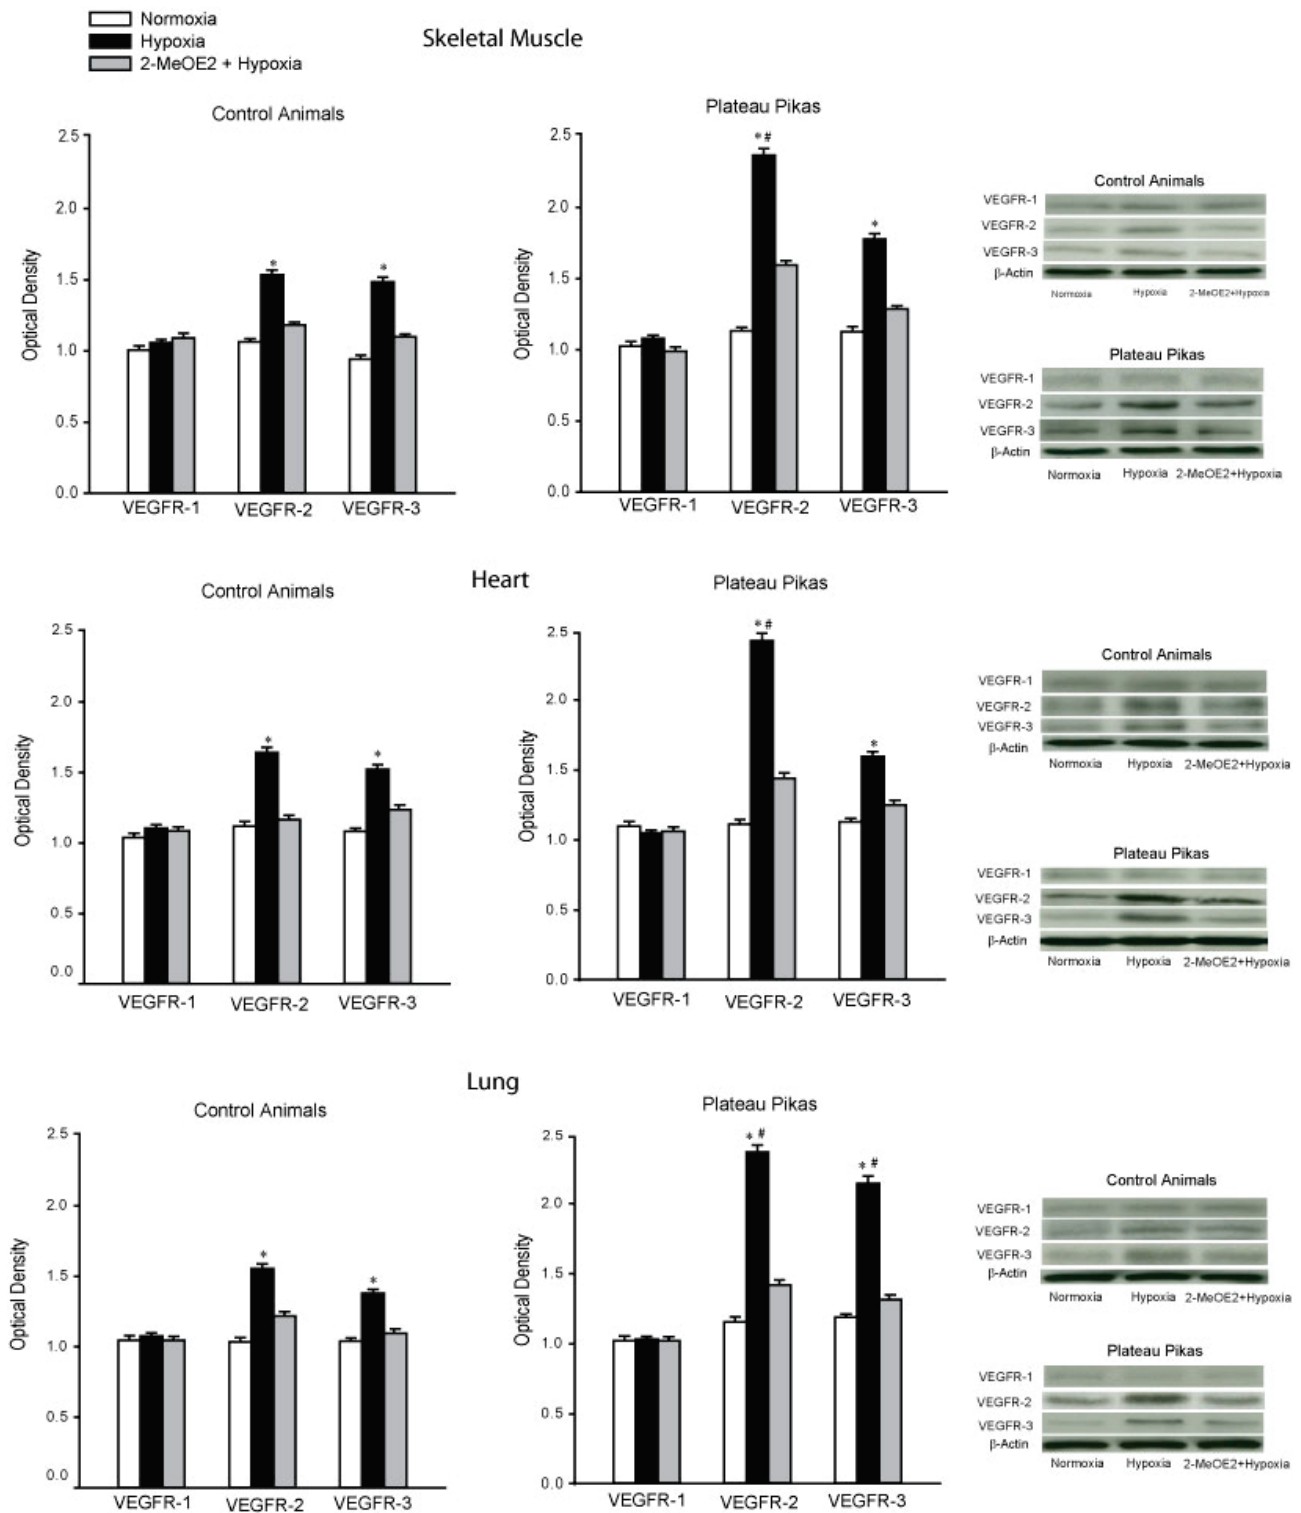 Normoxia
Hypoxia
2-MeOE2 + Hypoxia
Skeletal Muscle
Control Animals
Optical Density
2.5
2.0
1.5
1.0
0.5
0.0
*
*
VEGFR-1
VEGFR-2
VEGFR-3
Plateau Pikas
Optical Density
2.5
2.0
1.5
1.0
0.5
0.0
*#
*
VEGFR-1
VEGFR-2
VEGFR-3
Control Animals
VEGFR-1
VEGFR-2
VEGFR-3
β-Actin
Normoxia Hypoxia 2-MeOE2+Hypoxia
Plateau Pikas
VEGFR-1
VEGFR-2
VEGFR-3
β-Actin
Normoxia Hypoxia 2-MeOE2+Hypoxia
Heart
Control Animals
Optical Density
2.5
2.0
1.5
1.0
0.5
0.0
*
*
VEGFR-1
VEGFR-2
VEGFR-3
Plateau Pikas
Optical Density
2.5
2.0
1.5
1.0
0.5
0.0
*#
*
VEGFR-1
VEGFR-2
VEGFR-3
Control Animals
VEGFR-1
VEGFR-2
VEGFR-3
β-Actin
Normoxia Hypoxia 2-MeOE2+Hypoxia
Plateau Pikas
VEGFR-1
VEGFR-2
VEGFR-3
β-Actin
Normoxia Hypoxia 2-MeOE2+Hypoxia
Lung
Control Animals
Optical Density
2.5
2.0
1.5
1.0
0.5
0.0
*
*
VEGFR-1
VEGFR-2
VEGFR-3
Plateau Pikas
Optical Density
2.5
2.0
1.5
1.0
0.5
0.0
*#
*#
VEGFR-1
VEGFR-2
VEGFR-3
Control Animals
VEGFR-1
VEGFR-2
VEGFR-3
β-Actin
Normoxia Hypoxia 2-MeOE2+Hypoxia
Plateau Pikas
VEGFR-1
VEGFR-2
VEGFR-3
β-Actin
Normoxia Hypoxia 2-MeOE2+Hypoxia